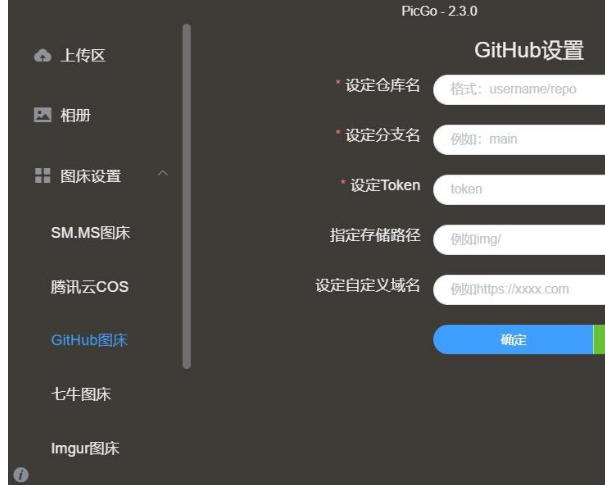 PicGo - 2.3.0
上传区
相册
图床设置
SM.MS图床
腾讯云COS
GitHub图床
七牛图床
Imgur图床
GitHub设置
* 设定仓库名
格式：username/repo
* 设定分支名
例如：main
* 设定Token
token
指定存储路径
例如img/
设定自定义域名
例如https://xxxx.com
确定